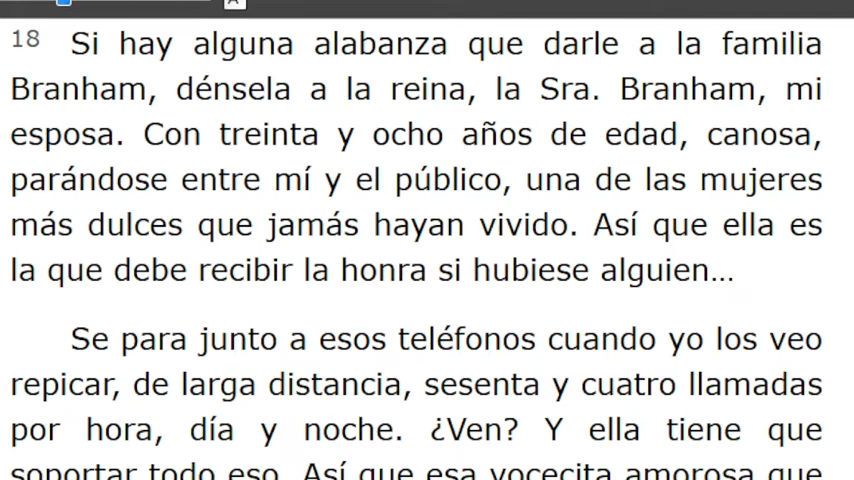 18 Si hay alguna alabanza que darle a la familia
Branham, dénsela a la reina, la Sra. Branham, mi
esposa. Con treinta y ocho años de edad, canosa,
parándose entre mí y el público, una de las mujeres
más dulces que jamás hayan vivido. Así que ella es
la que debe recibir la honra si hubiese alguien...
Se para junto a esos teléfonos cuando yo los veo
repicar, de larga distancia, sesenta y cuatro llamadas
por hora, día y noche. ¿Ven? Y ella tiene que
soportar todo eso. Así que esa vocecita amorosa que